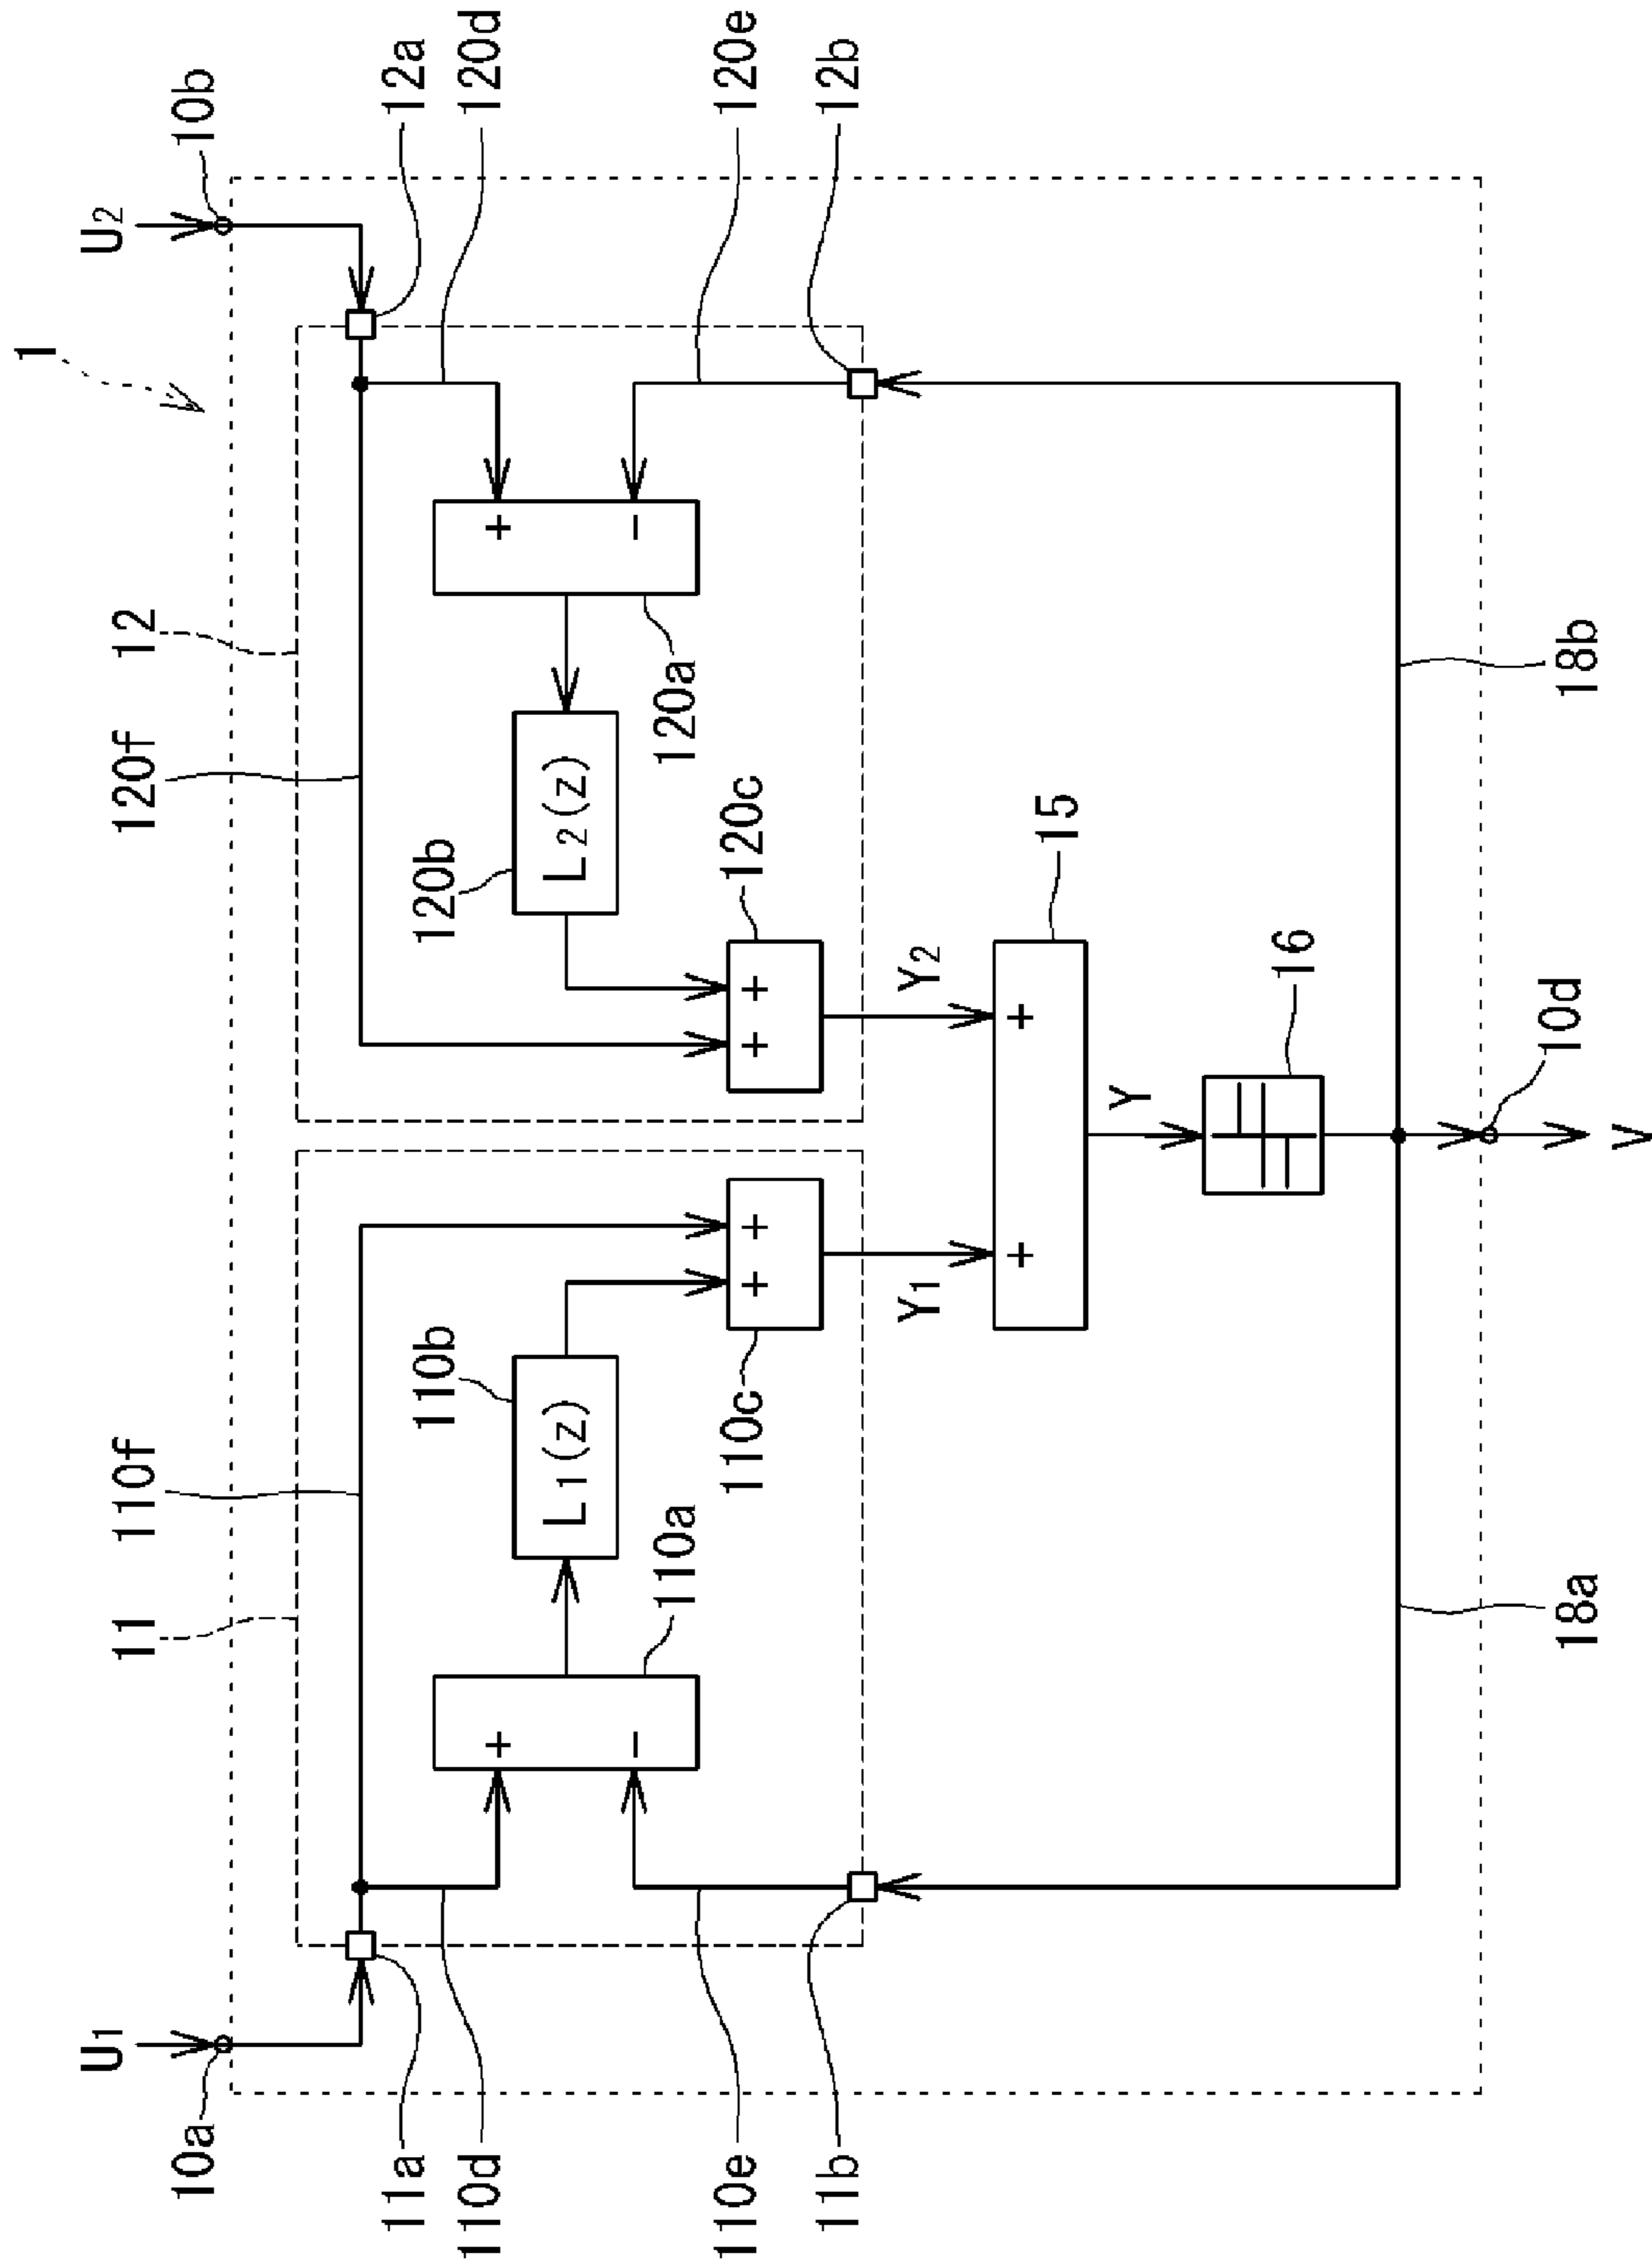 1
U1
U2
10a
10b
11
110f
120f
12
11a
12a
110d
120d
+
110b
120b
+
L1(z)
L2(z)
−
110a
120a
−
110e
120e
+ +
+ +
110c
120c
11b
12b
Y1
Y2
+ +
15
Y
16
18a
18b
10d
V